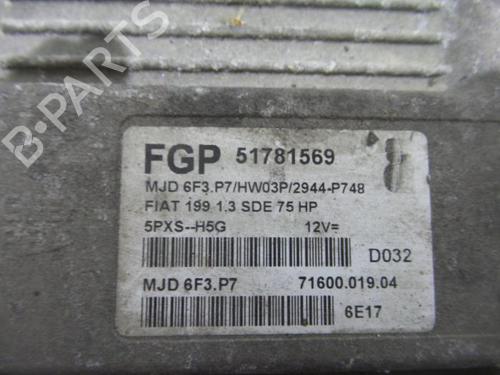 B-PARTS
FGP 51781569
MJD 6F3.P7/HW03P/2944-P748
FIAT 199 1.3 SDE 75 HP
5PXS--H5G 12V=
D032
MJD 6F3.P7 71600.019.04
6E17